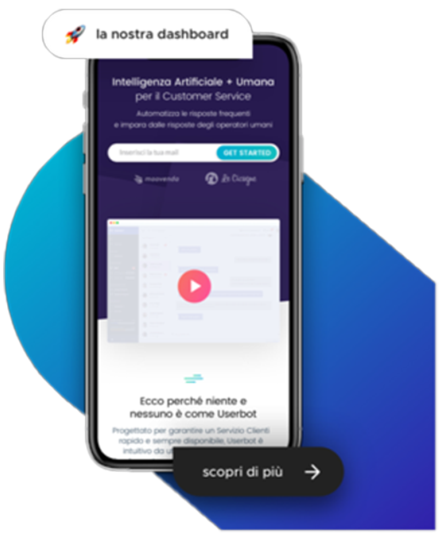 la nostra dashboard
Intelligenza Artificiale + Umana
per il Customer Service
Automatizza le risposte frequenti
e impara dalle risposte degli operatori umani
Inserisci la tua mail
GET STARTED
moovenda
Le Cicogne
Ecco perché niente e
nessuno è come Userbot
Progettato per garantire un Servizio Clienti
rapido e sempre disponibile, Userbot è
intuitivo da
scopri di più